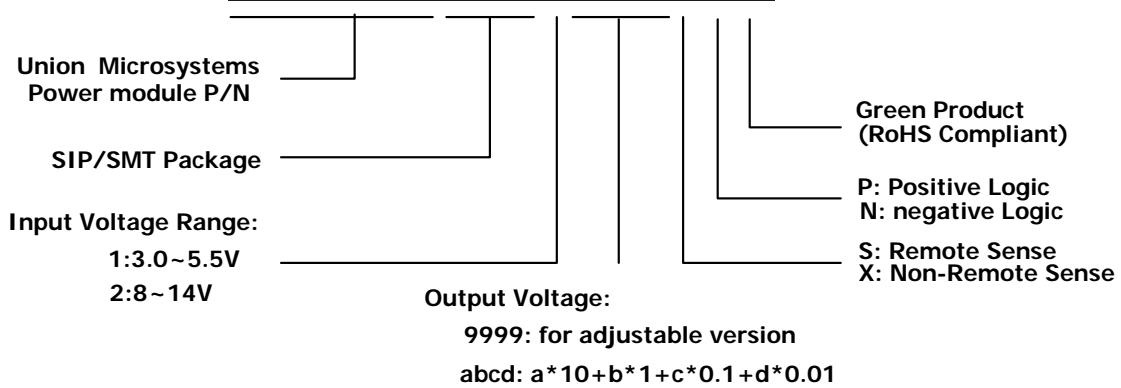 Union Microsystems
Power module P/N
SIP/SMT Package
Input Voltage Range:
1:3.0~5.5V
2:8~14V
Output Voltage:
9999: for adjustable version
abcd: a*10+b*1+c*0.1+d*0.01
Green Product
(RoHS Compliant)
P: Positive Logic
N: negative Logic
S: Remote Sense
X: Non-Remote Sense